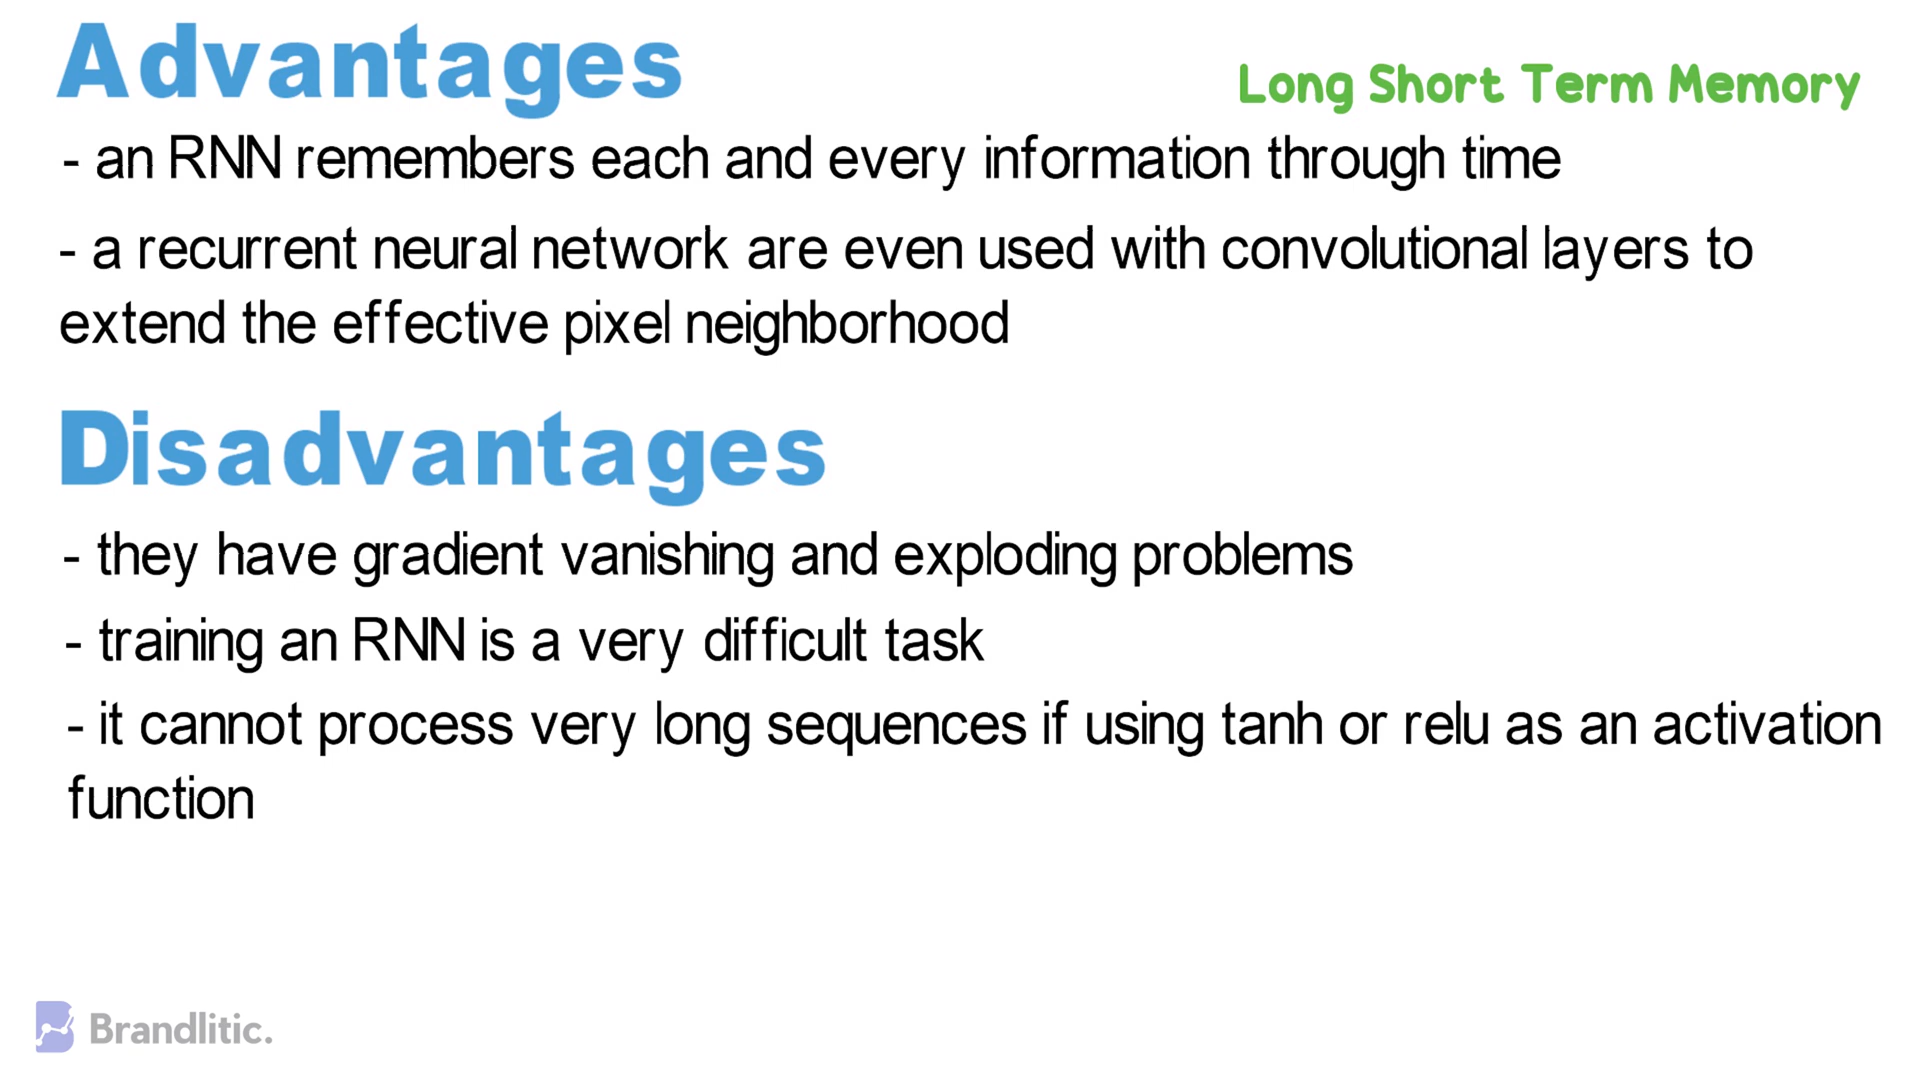 Advantages
Long Short Term Memory
- an RNN remembers each and every information through time
- a recurrent neural network are even used with convolutional layers to
extend the effective pixel neighborhood
Disadvantages
- they have gradient vanishing and exploding problems
- training an RNN is a very difficult task
- it cannot process very long sequences if using tanh or relu as an activation
function
Brandlitic.